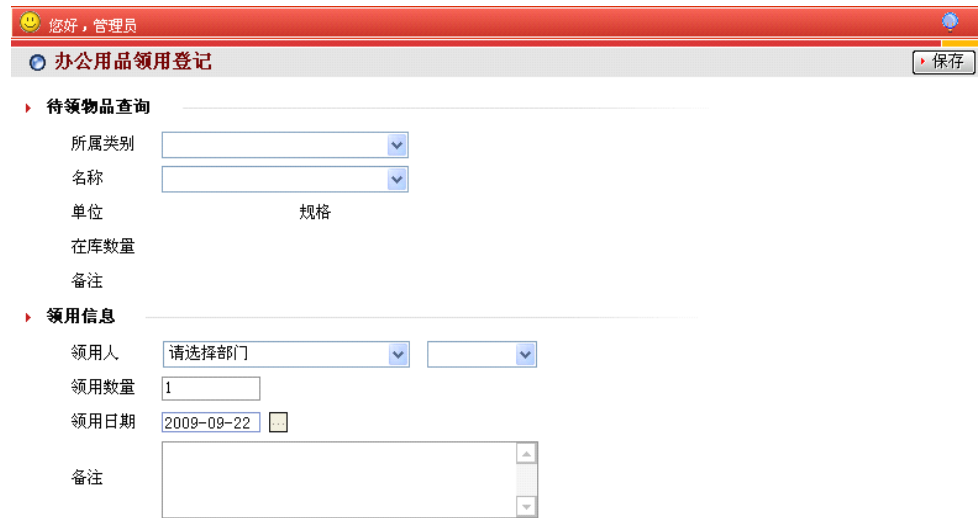 您好，管理员
办公用品领用登记
保存
待领物品查询
所属类别
名称
单位 规格
在库数量
备注
领用信息
领用人 请选择部门
领用数量 1
领用日期 2009-09-22 ...
备注